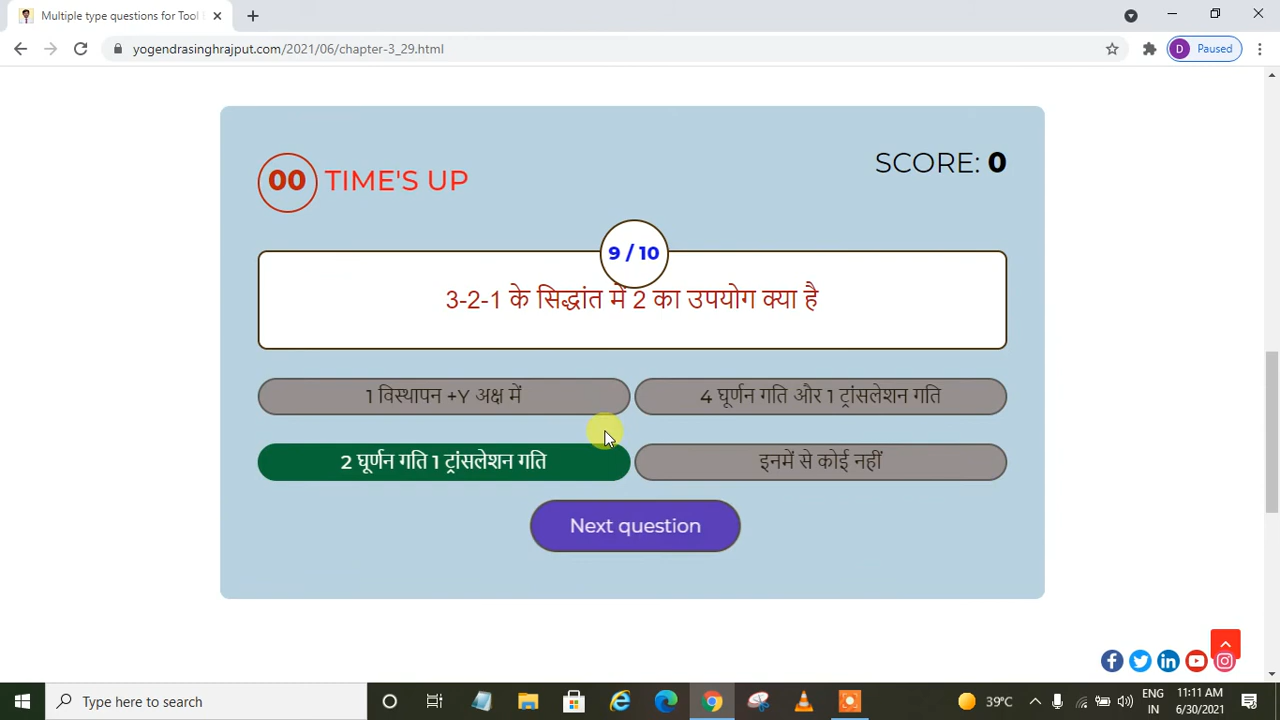 Multiple type questions for Tool
yogendrasinghrajput.com/2021/06/chapter-3_29.html
D Paused
00 TIME'S UP
SCORE: 0
9 / 10
3-2-1 के सिद्धांत में 2 का उपयोग क्या है
1 विस्थापन +Y अक्ष में
4 घूर्णन गति और 1 ट्रांसलेशन गति
2 घूर्णन गति 1 ट्रांसलेशन गति
इनमें से कोई नहीं
Next question
Type here to search
39°C
ENG
IN
11:11 AM
6/30/2021